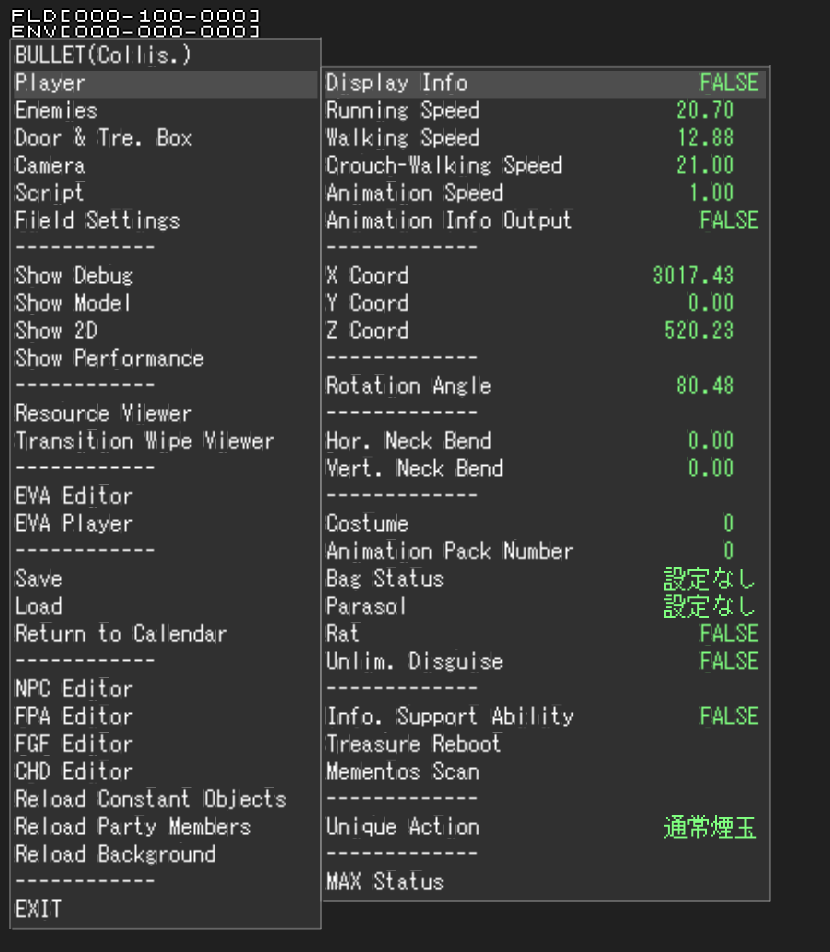 FLD[000-100-000]
ENV[000-000-000]
BULLET(Collis.)
Player
Enemies
Door & Tre. Box
Camera
Script
Field Settings
------------
Show Debug
Show Model
Show 2D
Show Performance
------------
Resource Viewer
Transition Wipe Viewer
------------
EVA Editor
EVA Player
------------
Save
Load
Return to Calendar
------------
NPC Editor
FPA Editor
FGF Editor
CHD Editor
Reload Constant Objects
Reload Party Members
Reload Background
------------
EXIT
Display Info FALSE
Running Speed 20.70
Walking Speed 12.88
Crouch-Walking Speed 21.00
Animation Speed 1.00
Animation Info Output FALSE
-------------
X Coord 3017.43
Y Coord 0.00
Z Coord 520.23
-------------
Rotation Angle 80.48
-------------
Hor. Neck Bend 0.00
Vert. Neck Bend 0.00
-------------
Costume 0
Animation Pack Number 0
Bag Status 設定なし
Parasol 設定なし
Rat FALSE
Unlim. Disguise FALSE
-------------
Info. Support Ability FALSE
Treasure Reboot
Mementos Scan
-------------
Unique Action 通常煙玉
-------------
MAX Status